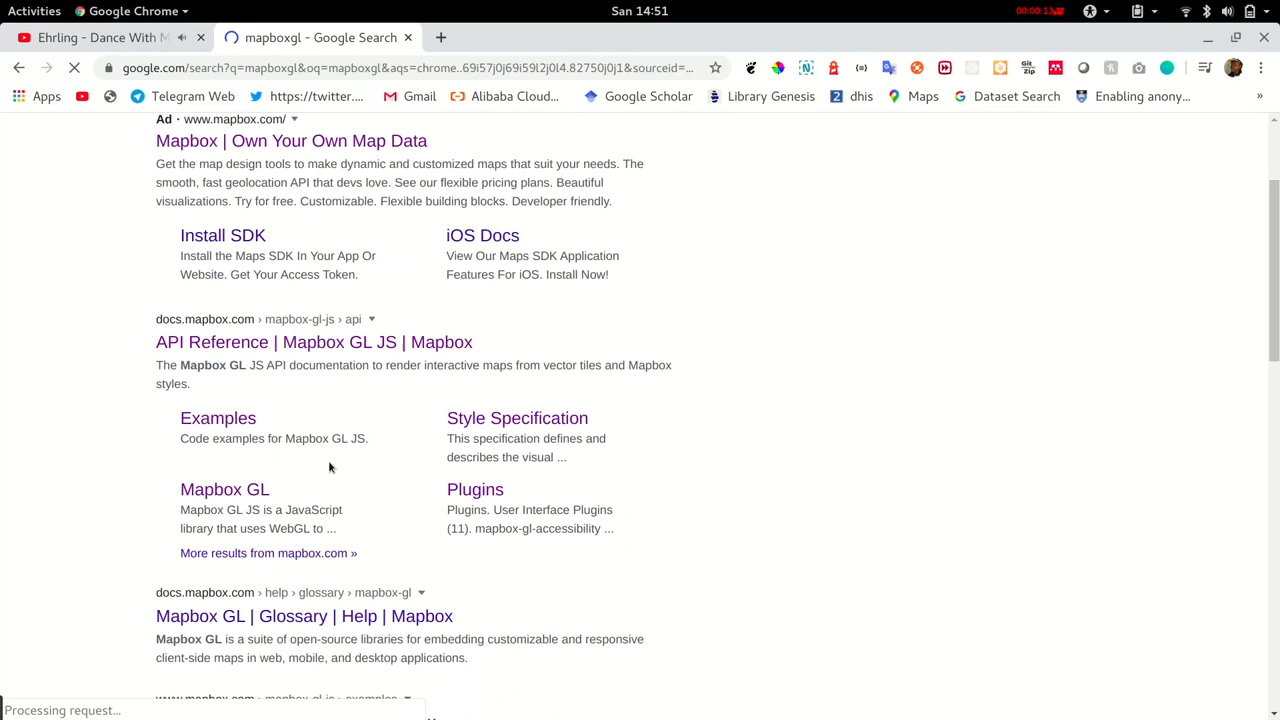 Activities Google Chrome San 14:51 00:00:13
Ehrling - Dance With M mapboxgl - Google Search
google.com/search?q=mapboxgl&oq=mapboxgl&aqs=chrome..69i57j0j69i59l2j0l4.82750j0j1&sourceid=...
Apps Telegram Web https://twitter.... Gmail Alibaba Cloud... Google Scholar Library Genesis dhis Maps Dataset Search Enabling anony... »
Ad · www.mapbox.com/
Mapbox | Own Your Own Map Data
Get the map design tools to make dynamic and customized maps that suit your needs. The
smooth, fast geolocation API that devs love. See our flexible pricing plans. Beautiful
visualizations. Try for free. Customizable. Flexible building blocks. Developer friendly.
Install SDK
Install the Maps SDK In Your App Or
Website. Get Your Access Token.
iOS Docs
View Our Maps SDK Application
Features For iOS. Install Now!
docs.mapbox.com › mapbox-gl-js › api
API Reference | Mapbox GL JS | Mapbox
The Mapbox GL JS API documentation to render interactive maps from vector tiles and Mapbox
styles.
Examples
Code examples for Mapbox GL JS.
Style Specification
This specification defines and
describes the visual ...
Mapbox GL
Mapbox GL JS is a JavaScript
library that uses WebGL to ...
Plugins
Plugins. User Interface Plugins
(11). mapbox-gl-accessibility ...
More results from mapbox.com »
docs.mapbox.com › help › glossary › mapbox-gl
Mapbox GL | Glossary | Help | Mapbox
Mapbox GL is a suite of open-source libraries for embedding customizable and responsive
client-side maps in web, mobile, and desktop applications.
www.mapbox.com › mapbox-gl-js › examples
Processing request...